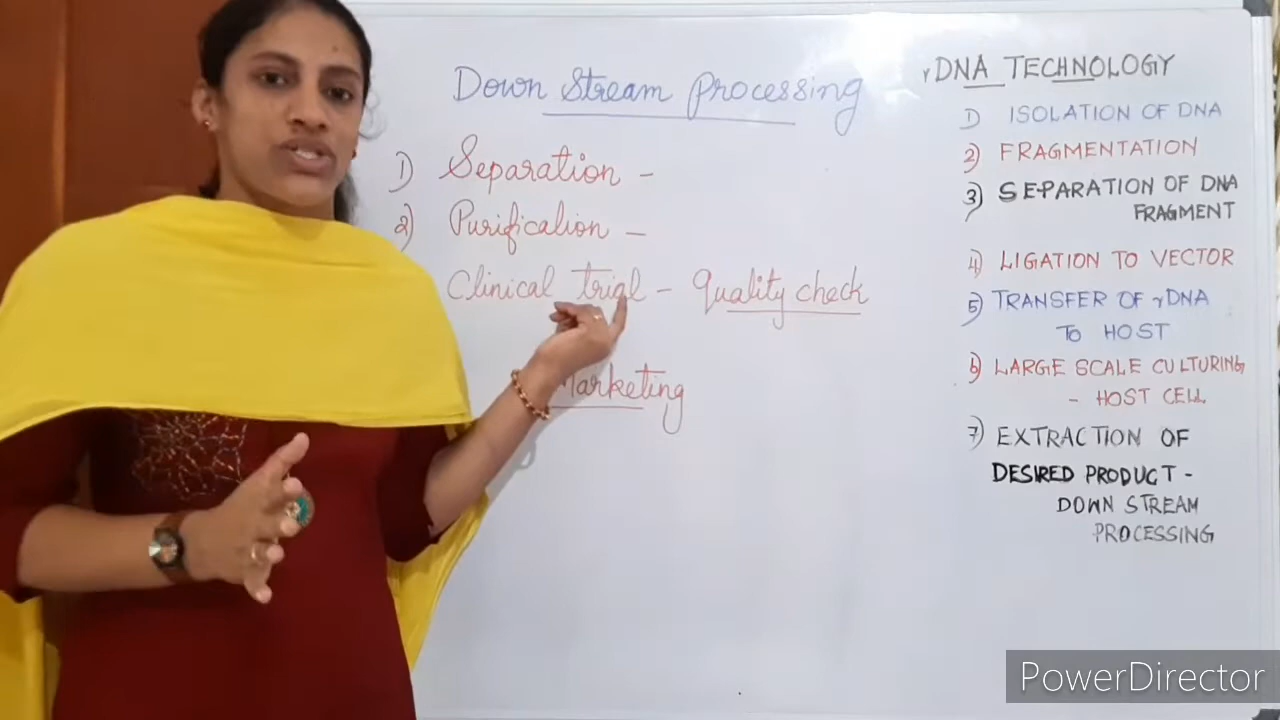 Down Stream Processing
1) Separation -
2) Purification -
Clinical trial - Quality check
Marketing
rDNA TECHNOLOGY
1) ISOLATION OF DNA
2) FRAGMENTATION
3) SEPARATION OF DNA
FRAGMENT
4) LIGATION TO VECTOR
5) TRANSFER OF rDNA
TO HOST
6) LARGE SCALE CULTURING
- HOST CELL
7) EXTRACTION OF
DESIRED PRODUCT -
DOWN STREAM
PROCESSING
PowerDirector